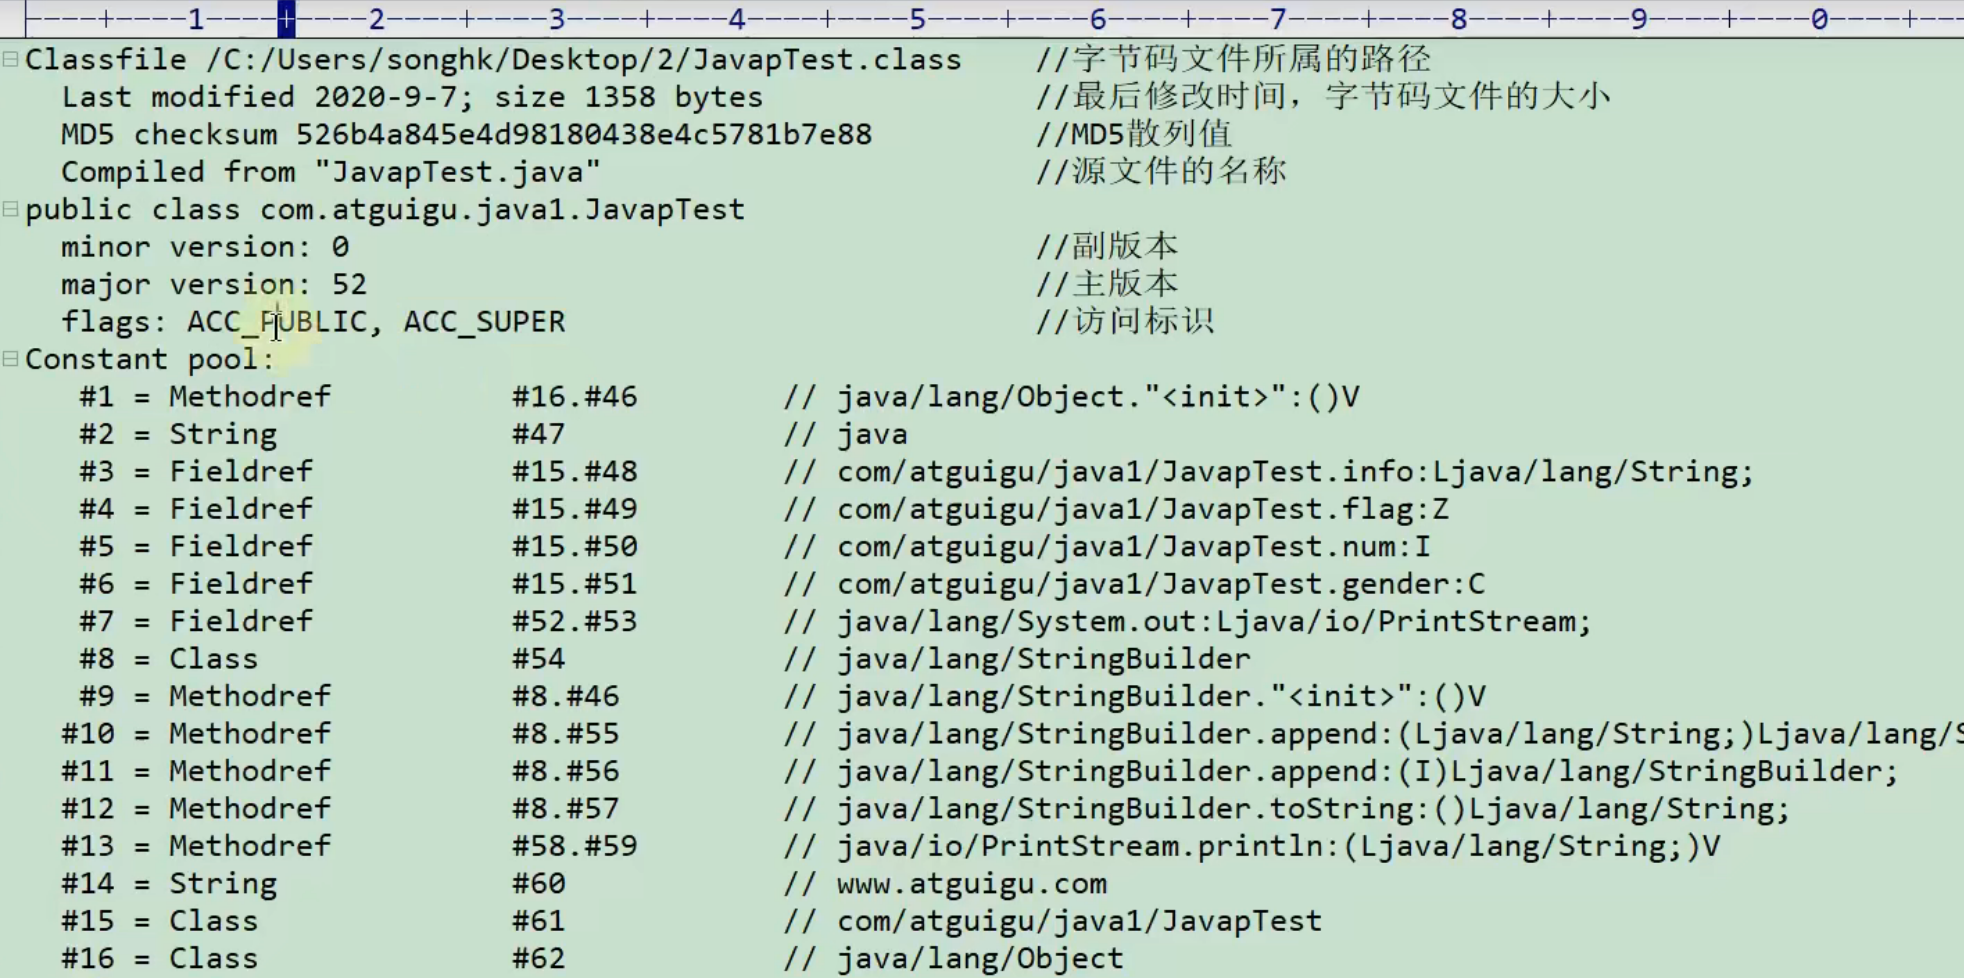 |----+----1----+----2----+----3----+----4----+----5----+----6----+----7----+----8----+----9----+----0----+---
Classfile /C:/Users/songhk/Desktop/2/JavapTest.class    //字节码文件所属的路径
  Last modified 2020-9-7; size 1358 bytes               //最后修改时间，字节码文件的大小
  MD5 checksum 526b4a845e4d98180438e4c5781b7e88         //MD5散列值
  Compiled from "JavapTest.java"                        //源文件的名称
public class com.atguigu.java1.JavapTest
  minor version: 0                                      //副版本
  major version: 52                                     //主版本
  flags: ACC_PUBLIC, ACC_SUPER                          //访问标识
Constant pool:
   #1 = Methodref          #16.#46        // java/lang/Object."<init>":()V
   #2 = String             #47            // java
   #3 = Fieldref           #15.#48        // com/atguigu/java1/JavapTest.info:Ljava/lang/String;
   #4 = Fieldref           #15.#49        // com/atguigu/java1/JavapTest.flag:Z
   #5 = Fieldref           #15.#50        // com/atguigu/java1/JavapTest.num:I
   #6 = Fieldref           #15.#51        // com/atguigu/java1/JavapTest.gender:C
   #7 = Fieldref           #52.#53        // java/lang/System.out:Ljava/io/PrintStream;
   #8 = Class              #54            // java/lang/StringBuilder
   #9 = Methodref          #8.#46         // java/lang/StringBuilder."<init>":()V
  #10 = Methodref          #8.#55         // java/lang/StringBuilder.append:(Ljava/lang/String;)Ljava/lang/S
  #11 = Methodref          #8.#56         // java/lang/StringBuilder.append:(I)Ljava/lang/StringBuilder;
  #12 = Methodref          #8.#57         // java/lang/StringBuilder.toString:()Ljava/lang/String;
  #13 = Methodref          #58.#59        // java/io/PrintStream.println:(Ljava/lang/String;)V
  #14 = String             #60            // www.atguigu.com
  #15 = Class              #61            // com/atguigu/java1/JavapTest
  #16 = Class              #62            // java/lang/Object